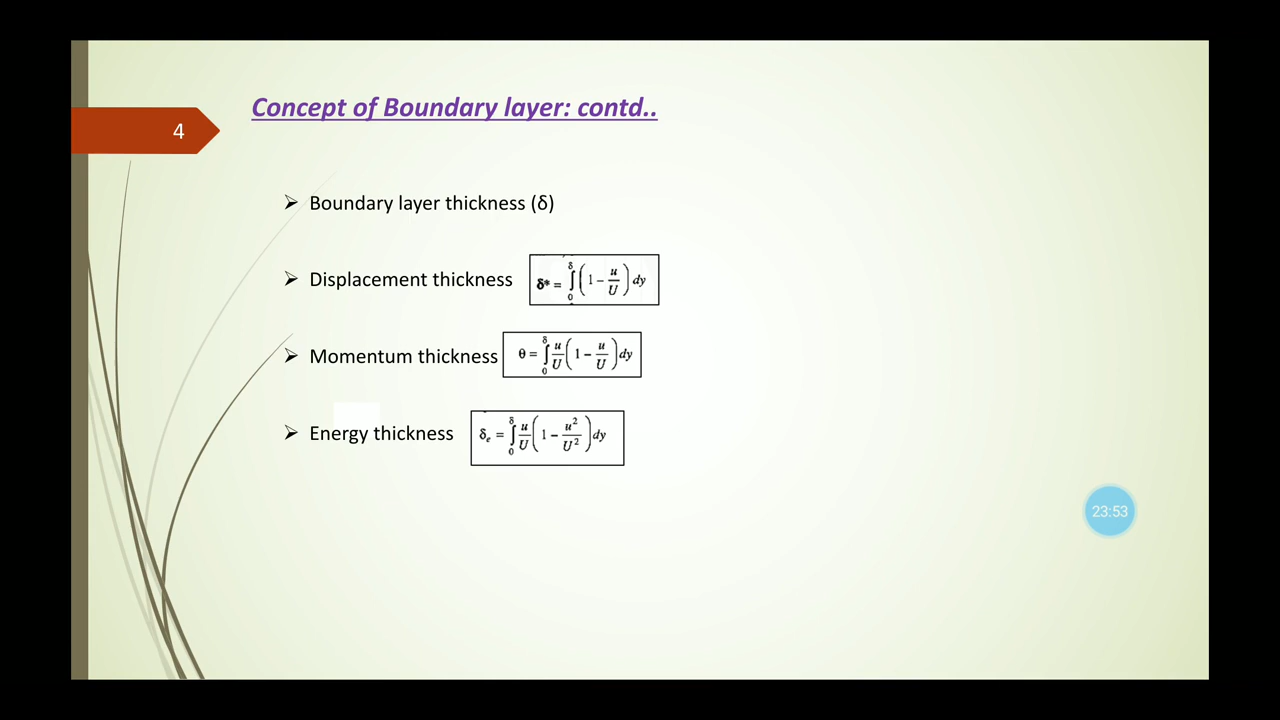 Concept of Boundary layer: contd..
4
➢ Boundary layer thickness (δ)
➢ Displacement thickness δ* = ∫₀^δ (1 − u/U) dy
➢ Momentum thickness θ = ∫₀^δ u/U (1 − u/U) dy
➢ Energy thickness δₑ = ∫₀^δ u/U (1 − u²/U²) dy
23:53